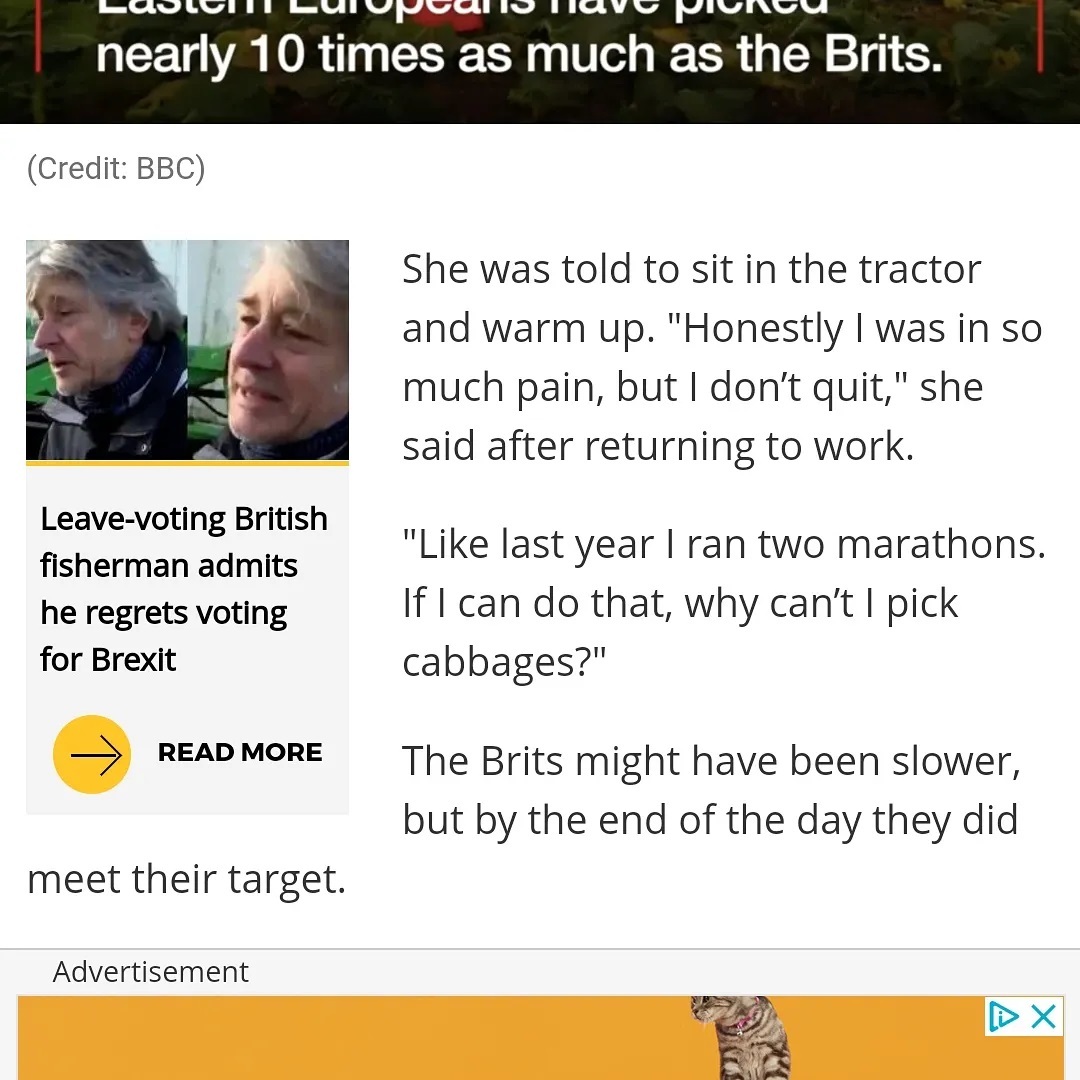 Eastern Europeans have picked
nearly 10 times as much as the Brits.
(Credit: BBC)
She was told to sit in the tractor
and warm up. "Honestly I was in so
much pain, but I don’t quit," she
said after returning to work.
Leave-voting British
fisherman admits
he regrets voting
for Brexit
READ MORE
"Like last year I ran two marathons.
If I can do that, why can’t I pick
cabbages?"
The Brits might have been slower,
but by the end of the day they did
meet their target.
Advertisement